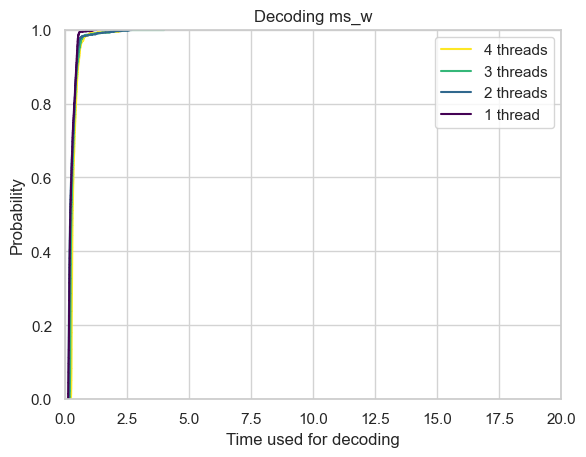 Decoding ms_w
1.0
0.8
0.6
0.4
0.2
0.0
Probability
4 threads
3 threads
2 threads
1 thread
0.0 2.5 5.0 7.5 10.0 12.5 15.0 17.5 20.0
Time used for decoding